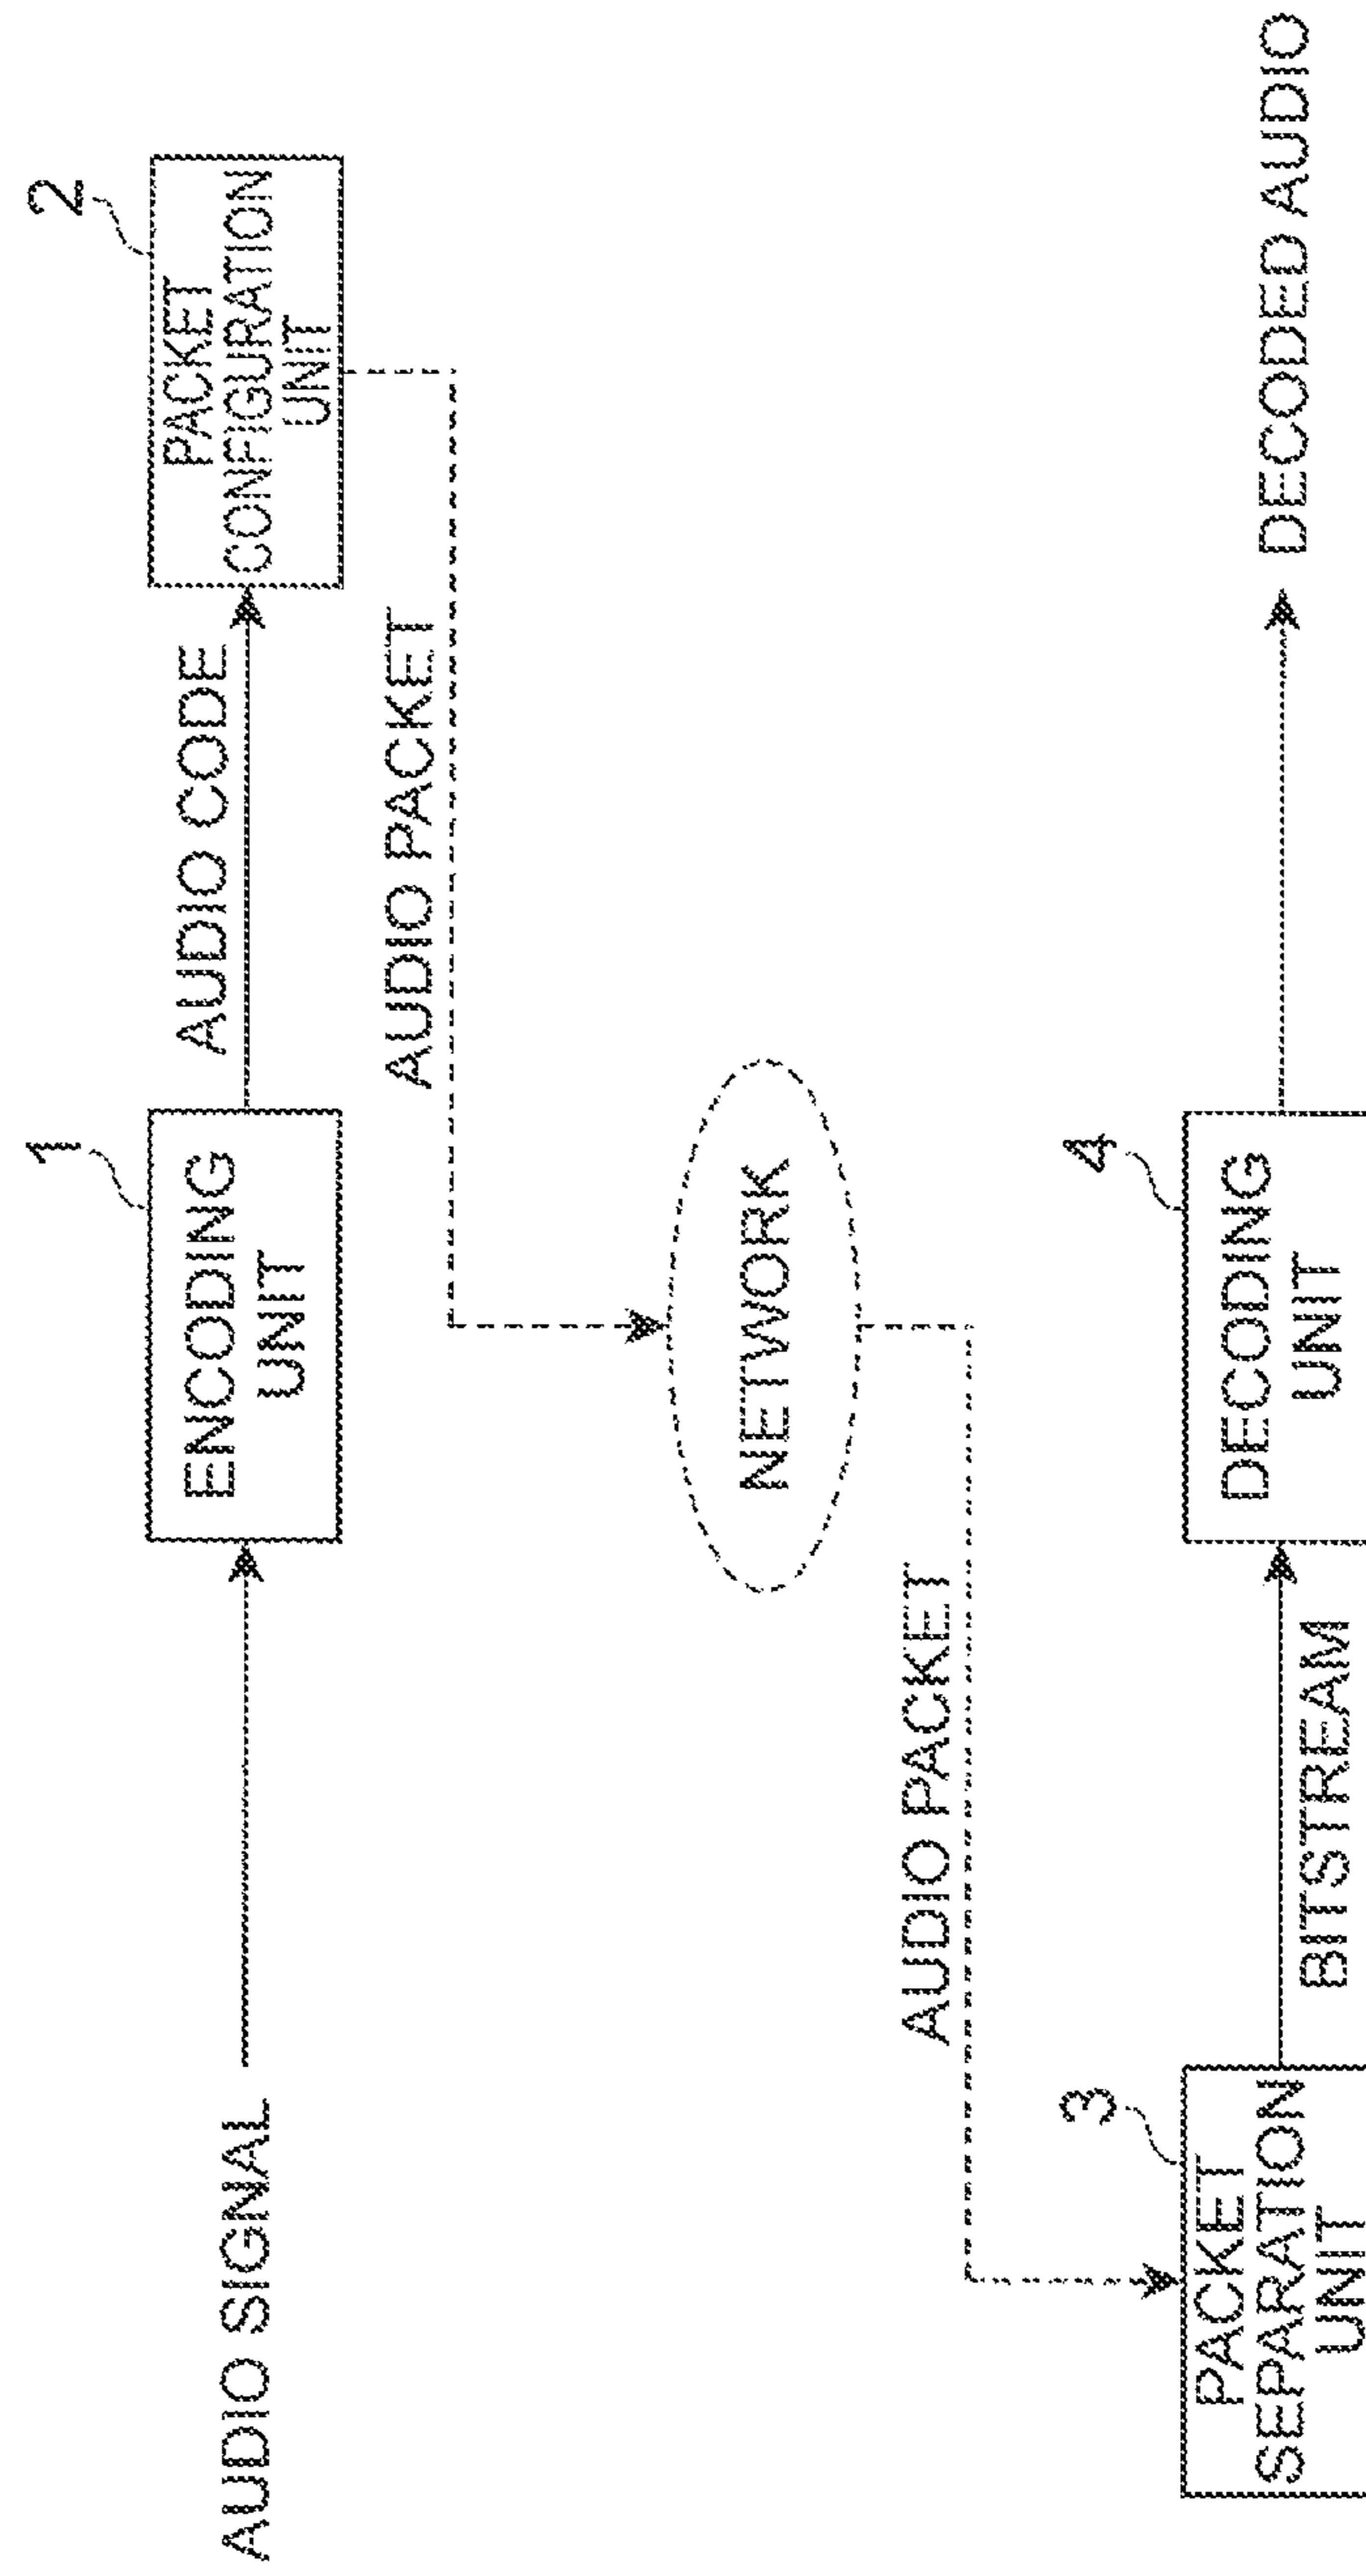 AUDIO SIGNAL
1
ENCODING
UNIT
AUDIO CODE
2
PACKET
CONFIGURATION
UNIT
AUDIO PACKET
NETWORK
AUDIO PACKET
3
PACKET
SEPARATION
UNIT
BITSTREAM
4
DECODING
UNIT
DECODED AUDIO